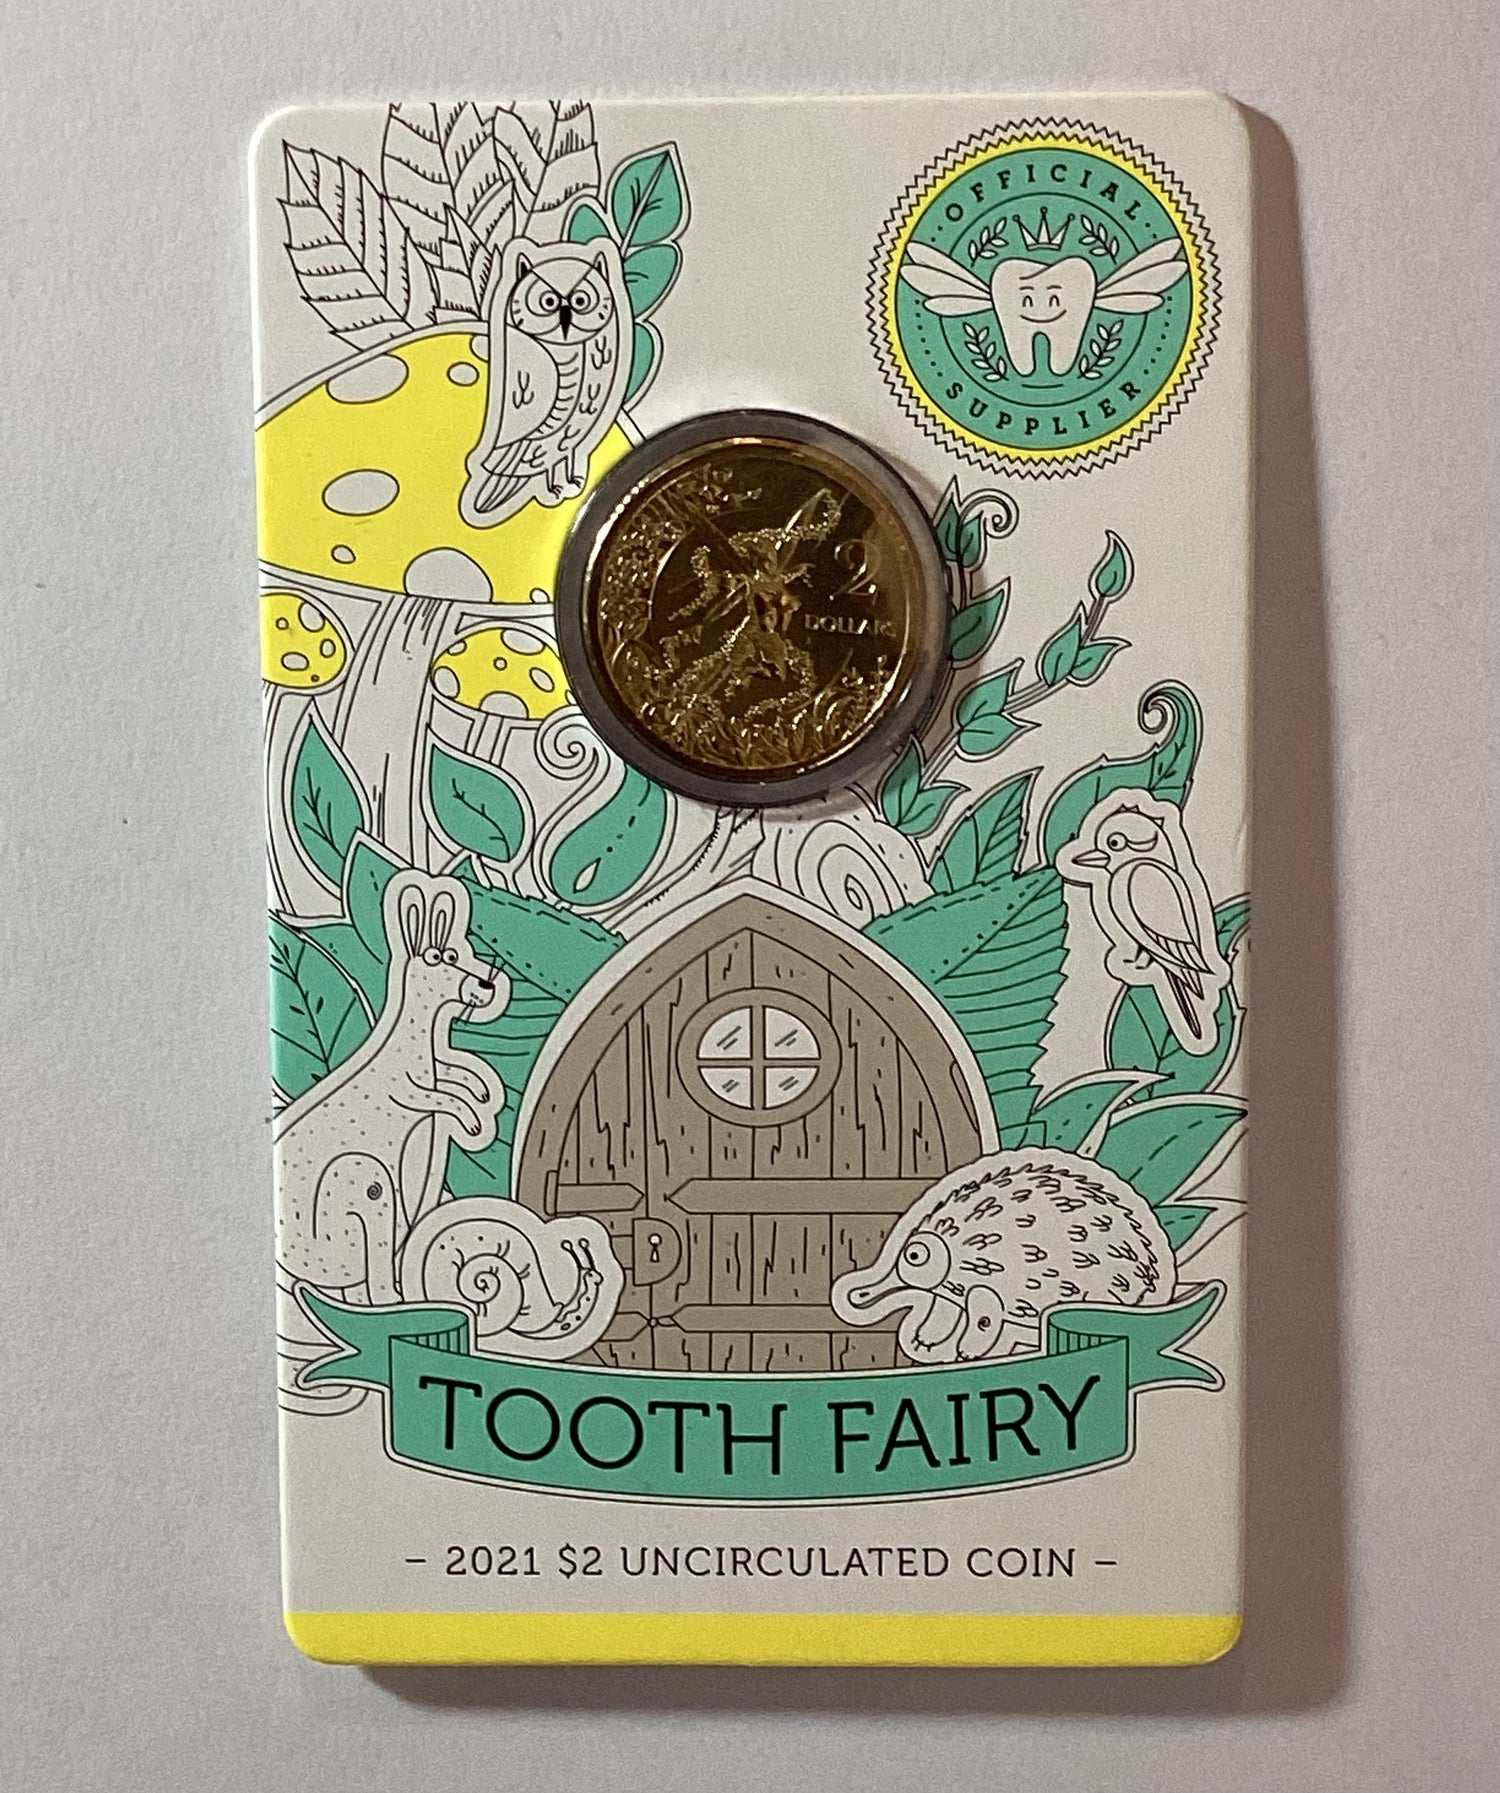 OFFICIAL
SUPPLIER
2
DOLLARS
TOOTH FAIRY
– 2021 $2 UNCIRCULATED COIN –